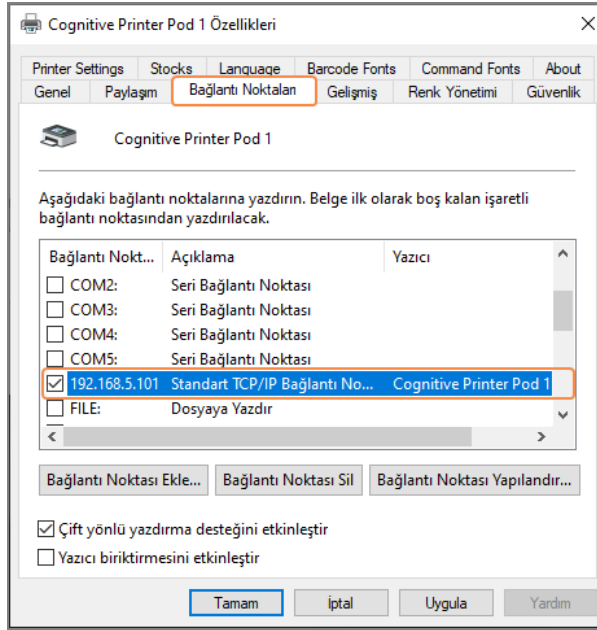 Cognitive Printer Pod 1 Özellikleri
Printer Settings Stocks Language Barcode Fonts Command Fonts About
Genel Paylaşım Bağlantı Noktaları Gelişmiş Renk Yönetimi Güvenlik
Cognitive Printer Pod 1
Aşağıdaki bağlantı noktalarına yazdırın. Belge ilk olarak boş kalan işaretli
bağlantı noktasından yazdırılacak.
Bağlantı Nokt... Açıklama Yazıcı
COM2: Seri Bağlantı Noktası
COM3: Seri Bağlantı Noktası
COM4: Seri Bağlantı Noktası
COM5: Seri Bağlantı Noktası
192.168.5.101 Standart TCP/IP Bağlantı No... Cognitive Printer Pod 1
FILE: Dosyaya Yazdır
Bağlantı Noktası Ekle... Bağlantı Noktası Sil Bağlantı Noktası Yapılandır...
Çift yönlü yazdırma desteğini etkinleştir
Yazıcı biriktirmesini etkinleştir
Tamam İptal Uygula Yardım